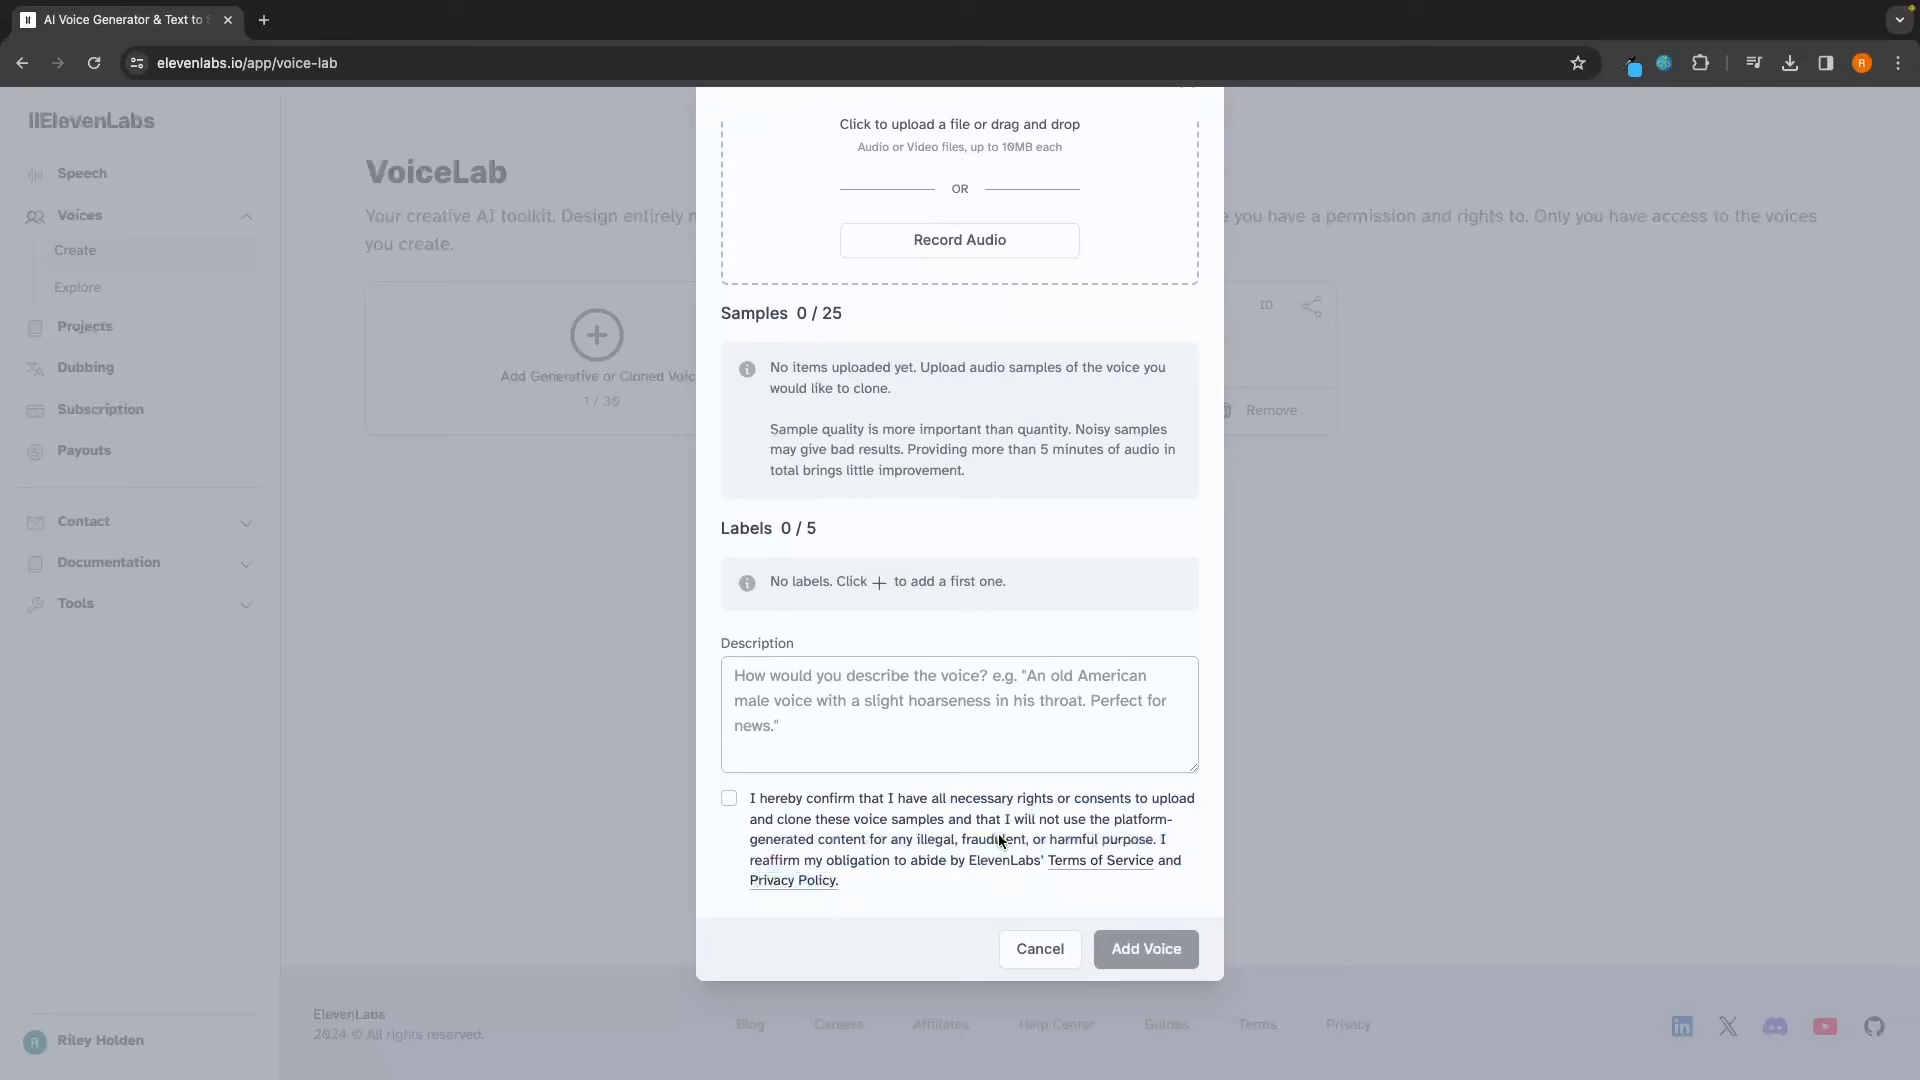 AI Voice Generator & Text to
elevenlabs.io/app/voice-lab
IIElevenLabs
Speech
Voices
Create
Explore
Projects
Dubbing
Subscription
Payouts
Contact
Documentation
Tools
Riley Holden
VoiceLab
Your creative AI toolkit. Design entirely
you have a permission and rights to. Only you have access to the voices
you create.
Add Generative or Cloned Voic
1 / 30
ID
Remove
Click to upload a file or drag and drop
Audio or Video files, up to 10MB each
OR
Record Audio
Samples 0 / 25
No items uploaded yet. Upload audio samples of the voice you
would like to clone.
Sample quality is more important than quantity. Noisy samples
may give bad results. Providing more than 5 minutes of audio in
total brings little improvement.
Labels 0 / 5
No labels. Click + to add a first one.
Description
How would you describe the voice? e.g. "An old American
male voice with a slight hoarseness in his throat. Perfect for
news."
I hereby confirm that I have all necessary rights or consents to upload
and clone these voice samples and that I will not use the platform-
generated content for any illegal, fraudulent, or harmful purpose. I
reaffirm my obligation to abide by ElevenLabs' Terms of Service and
Privacy Policy.
Cancel
Add Voice
ElevenLabs
2024 © All rights reserved.
Blog
Careers
Affiliates
Help Center
Guides
Terms
Privacy